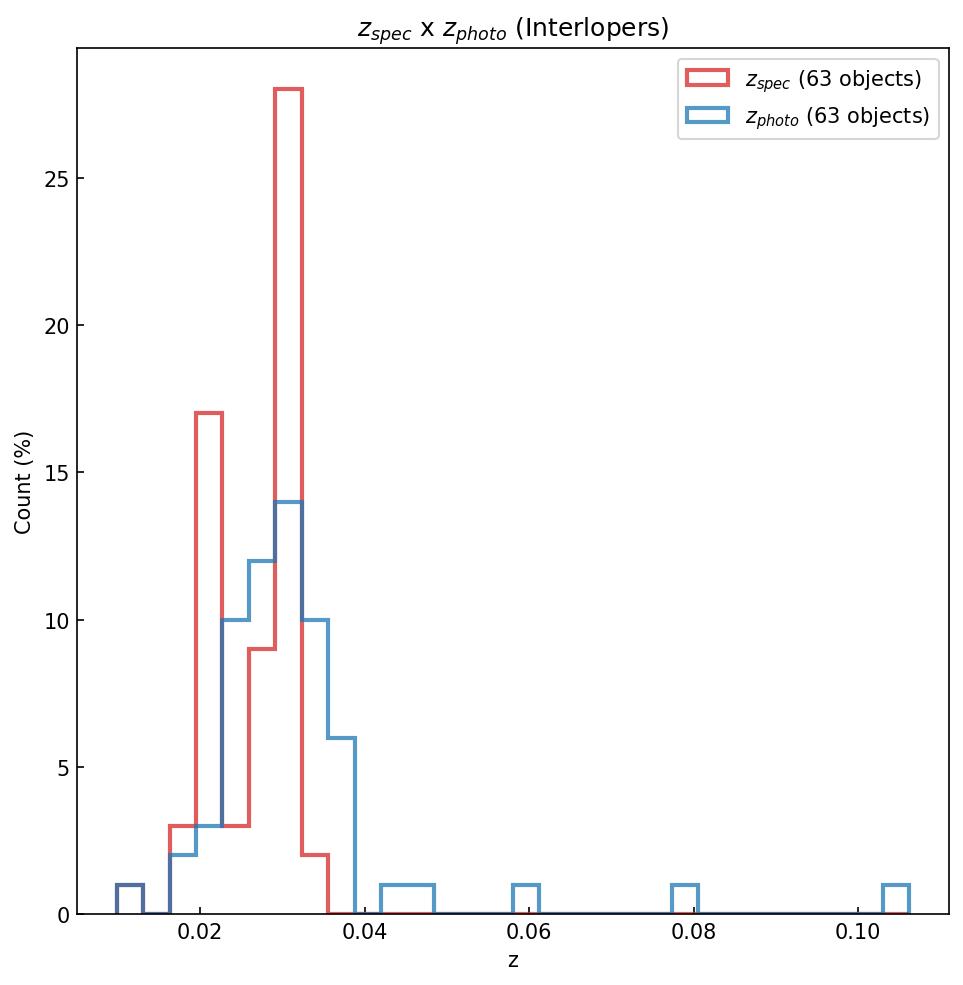 z_spec x z_photo (Interlopers)
z_spec (63 objects)
z_photo (63 objects)
Count (%)
25
20
15
10
5
0
0.02 0.04 0.06 0.08 0.10
z